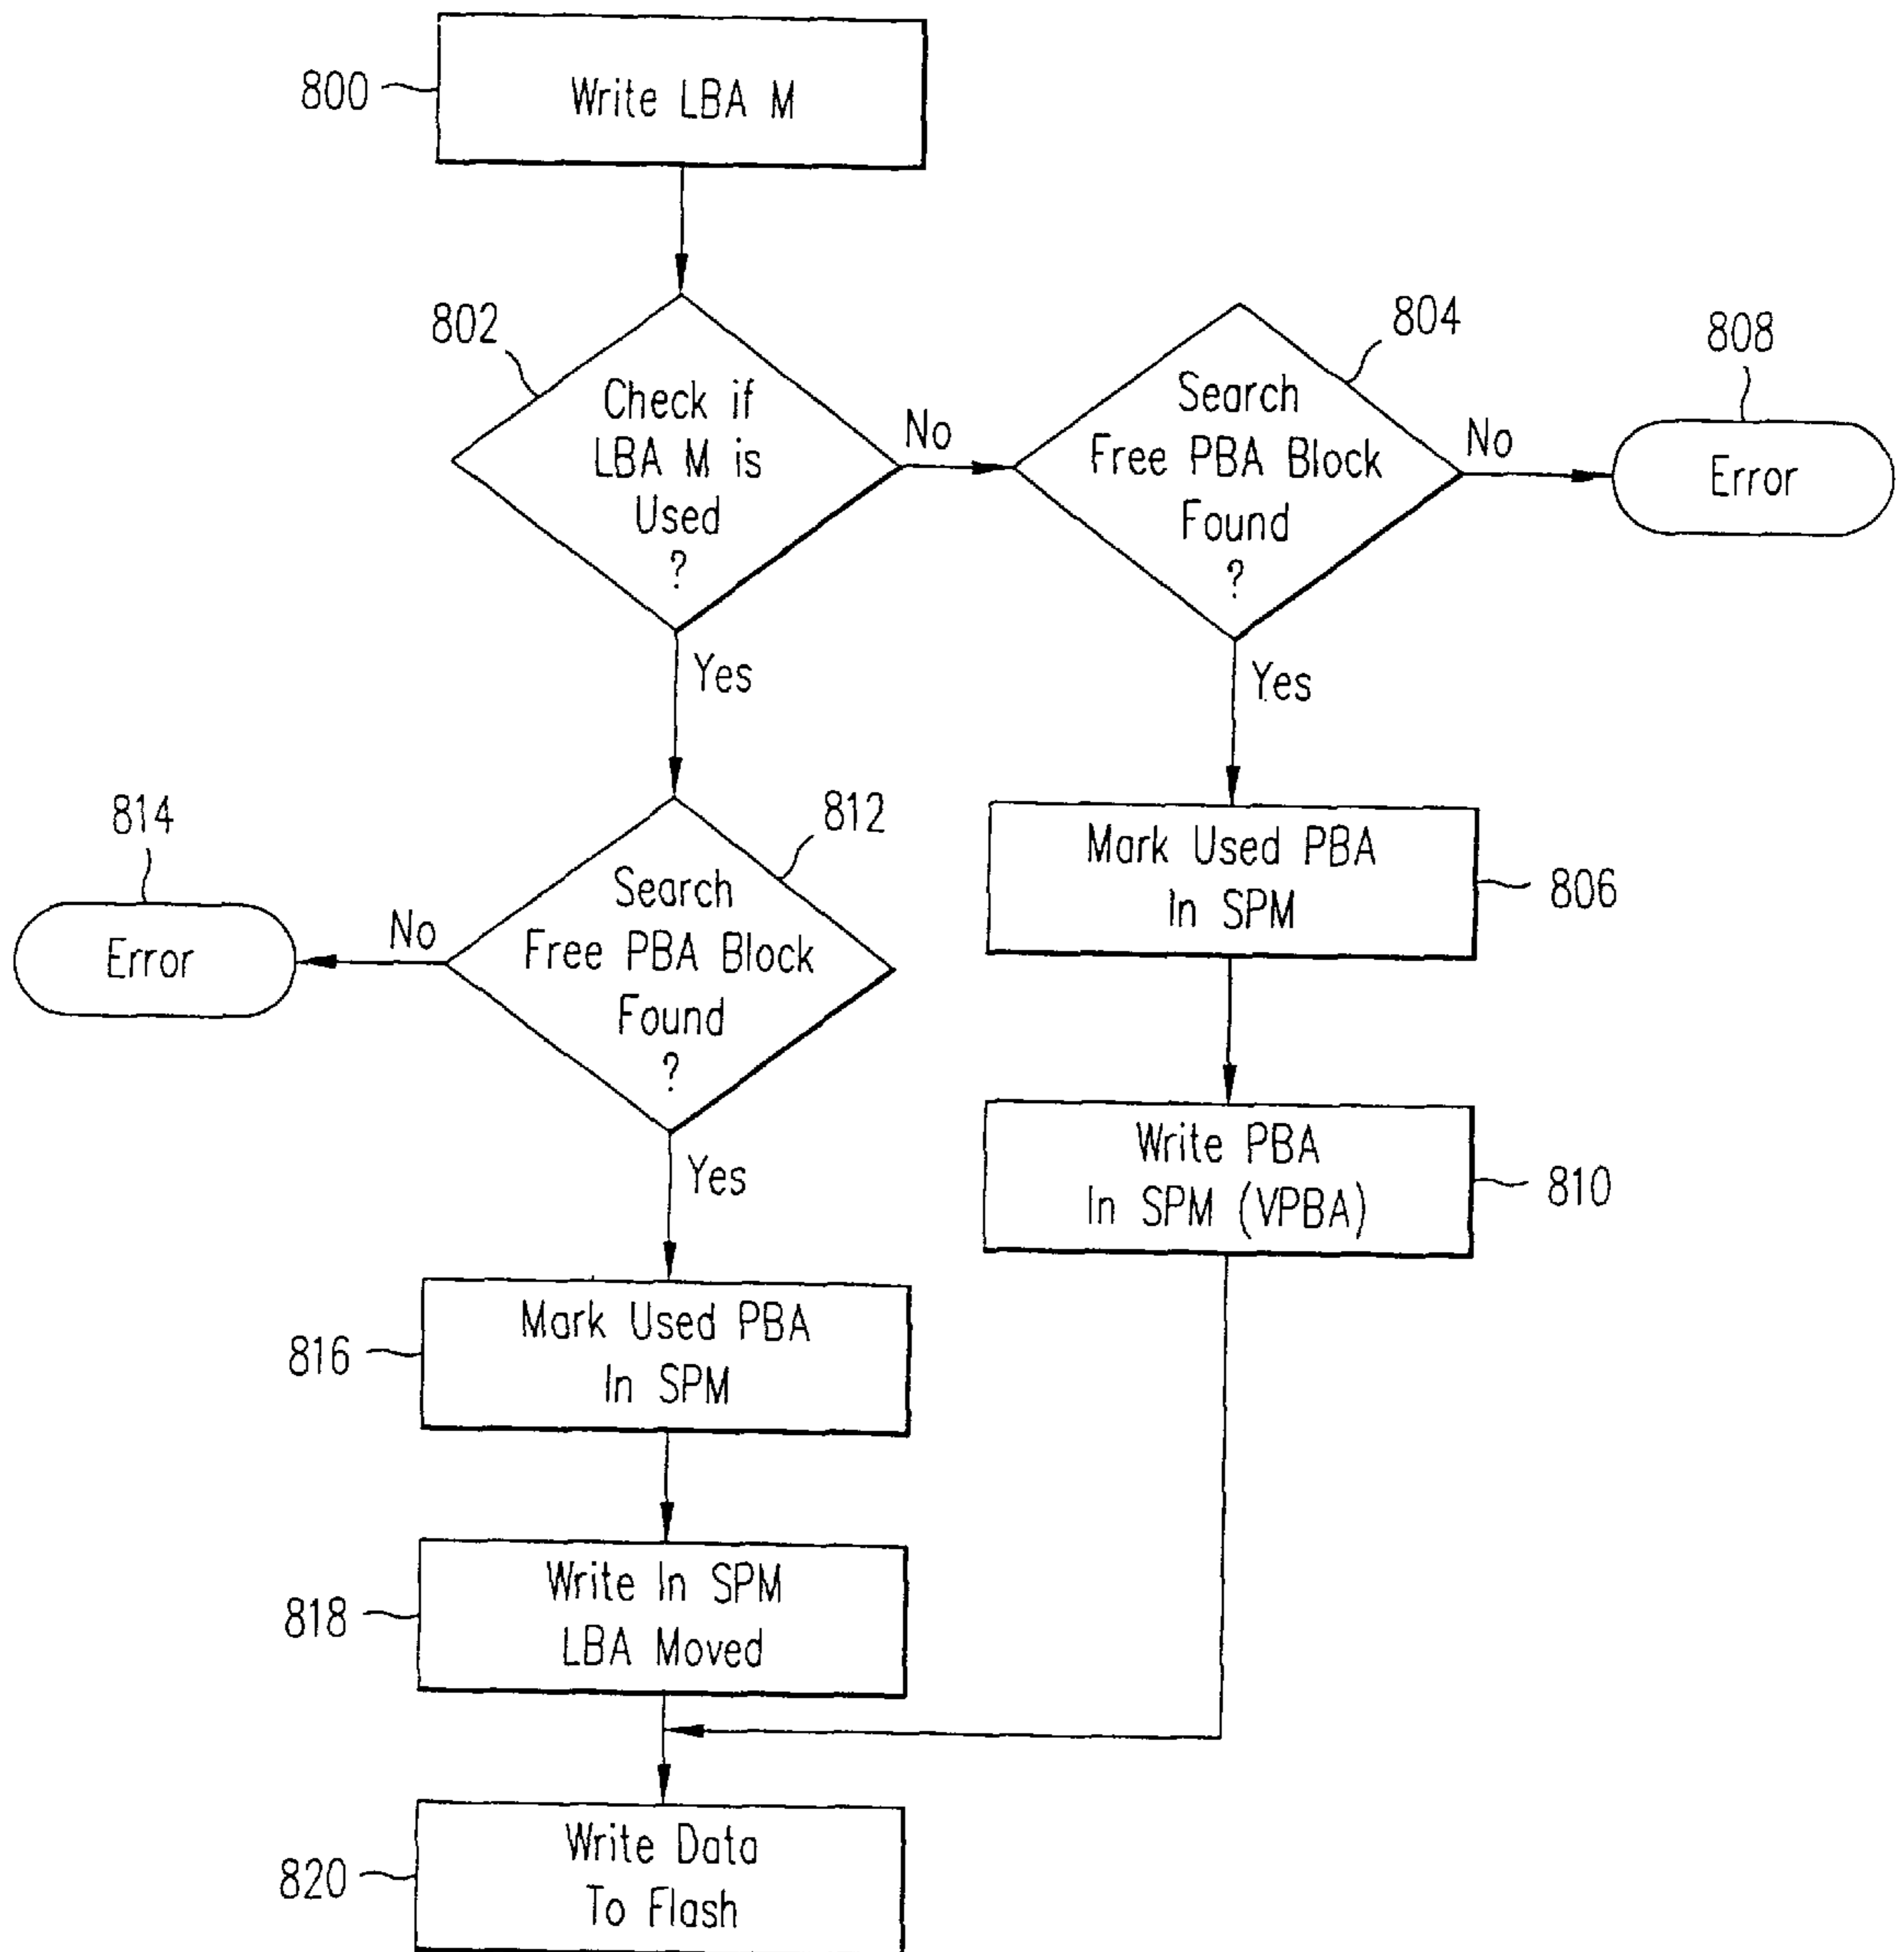 800
Write LBA M
802
Check if
LBA M is
Used
?
No
Yes
804
Search
Free PBA Block
Found
?
No
Yes
808
Error
Mark Used PBA
In SPM
806
Write PBA
In SPM (VPBA)
810
812
Search
Free PBA Block
Found
?
No
Yes
814
Error
816
Mark Used PBA
In SPM
818
Write In SPM
LBA Moved
820
Write Data
To Flash